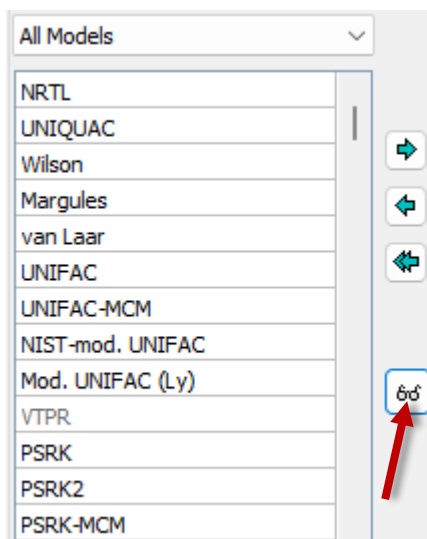 All Models
NRTL
UNIQUAC
Wilson
Margules
van Laar
UNIFAC
UNIFAC-MCM
NIST-mod. UNIFAC
Mod. UNIFAC (Ly)
VTPR
PSRK
PSRK2
PSRK-MCM